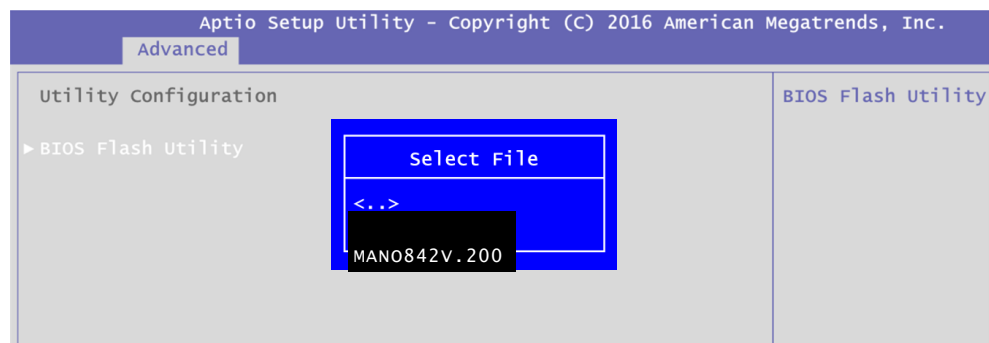 Aptio Setup Utility - Copyright (C) 2016 American Megatrends, Inc.
Advanced
Utility Configuration
BIOS Flash Utility
►BIOS Flash Utility
Select File
<..>
MANO842V.200